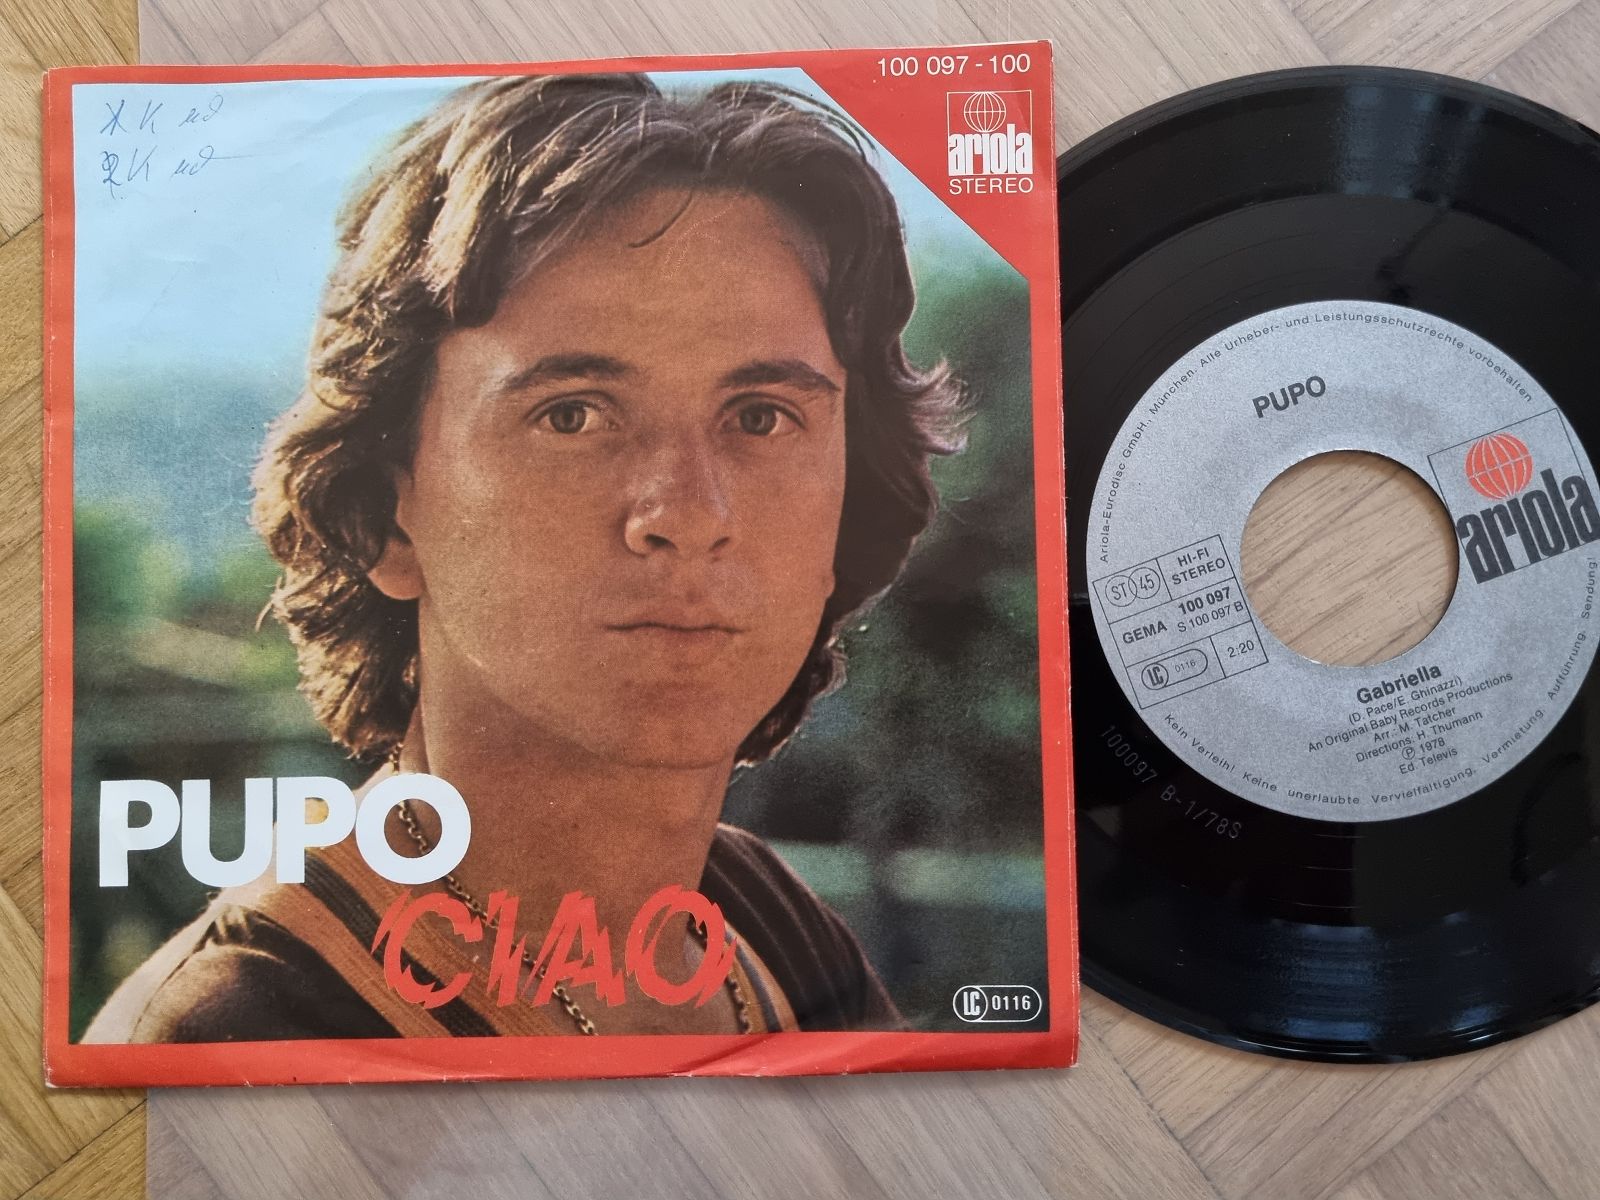 100 097 - 100
ariola
STEREO
PUPO
CIAO
LC 0116
Ariola-Eurodisc GmbH, München. Alle Urheber- und Leistungsschutzrechte vorbehalten
Kein Verleih! Keine unerlaubte Vervielfältigung, Vermietung, Aufführung, Sendung!
PUPO
ariola
ST 45
HI-FI
STEREO
GEMA
100 097
S 100 097 B
LC 0116
2:20
Gabriella
(D. Pace/E. Ghinazzi)
An Original Baby Records Productions
Arr.: M. Tatcher
Directions: H. Thumann
Ⓟ 1978
Ed. Televis
100097 B-1/78S